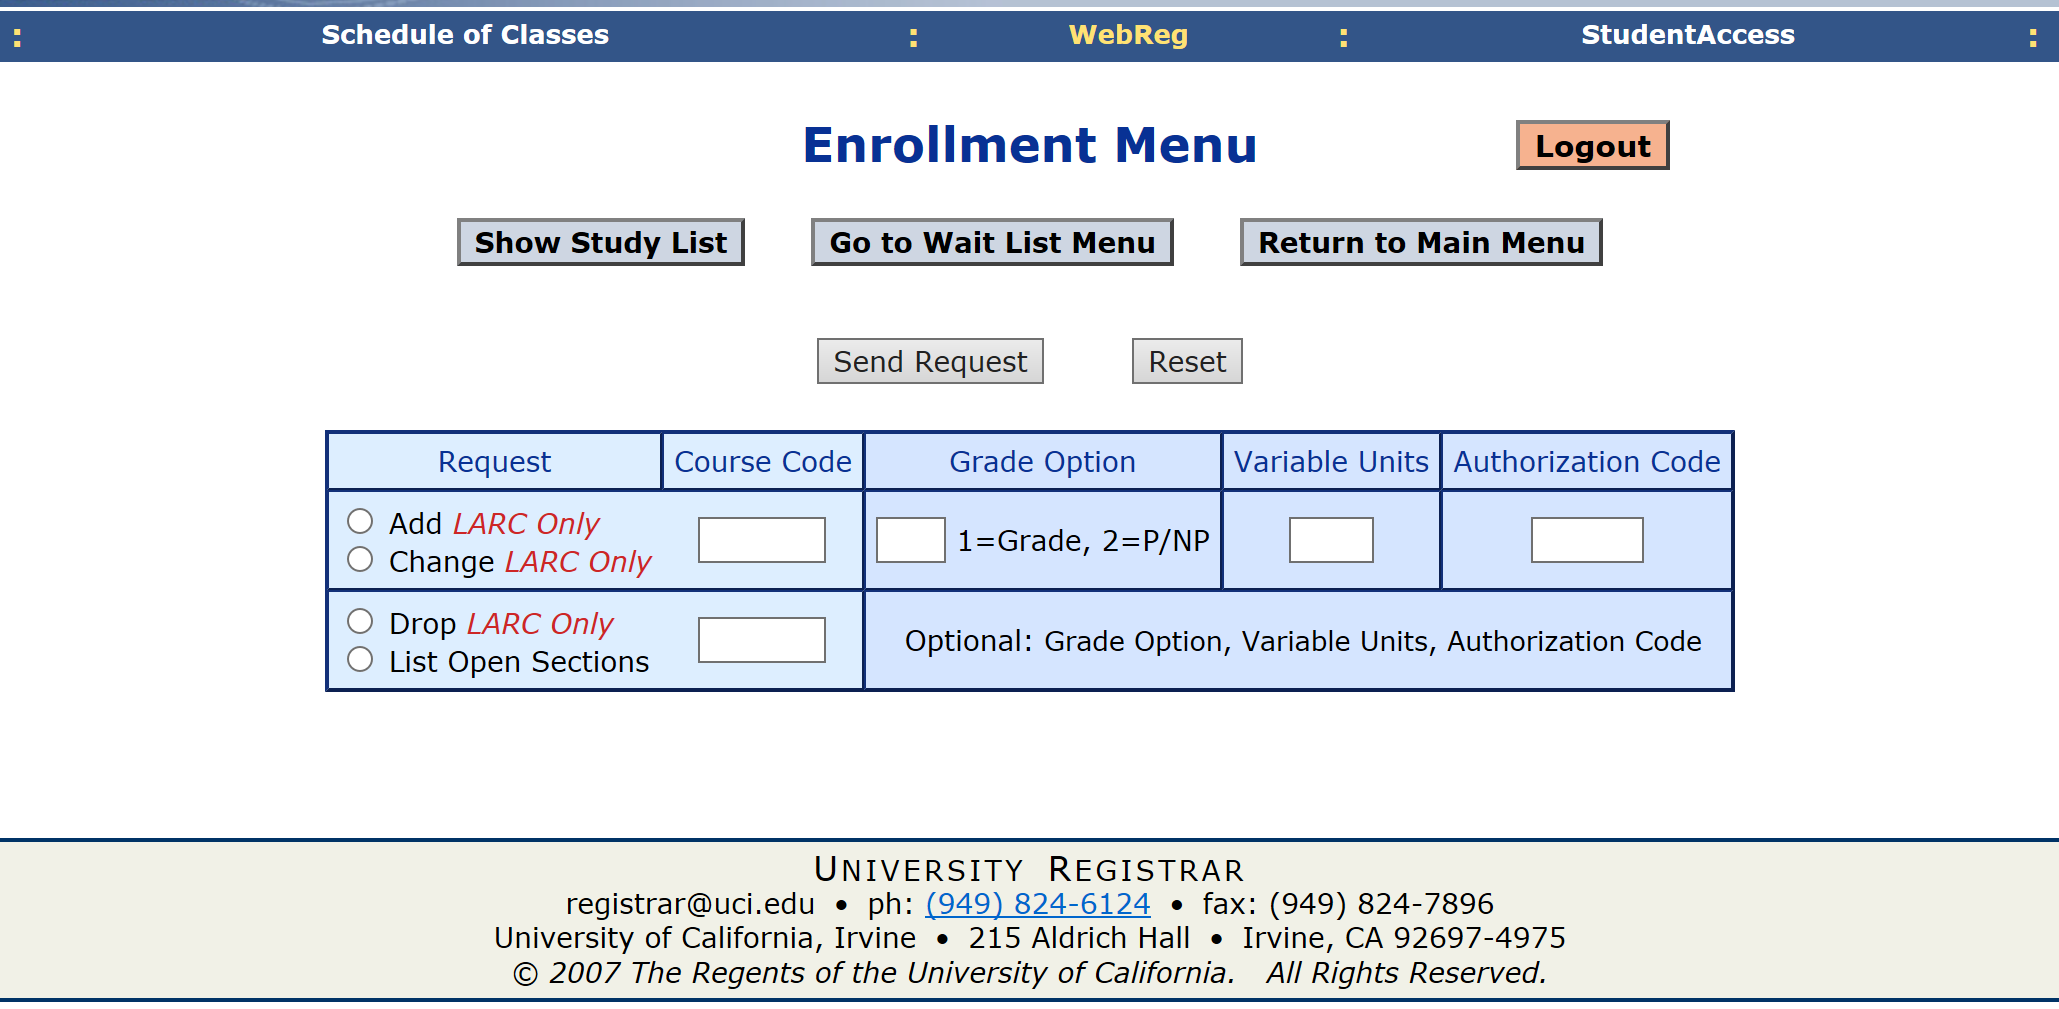 : Schedule of Classes : WebReg : StudentAccess :
Enrollment Menu Logout
Show Study List Go to Wait List Menu Return to Main Menu
Send Request Reset
Request Course Code Grade Option Variable Units Authorization Code
Add LARC Only
1=Grade, 2=P/NP
Change LARC Only
Drop LARC Only
Optional: Grade Option, Variable Units, Authorization Code
List Open Sections
UNIVERSITY REGISTRAR
registrar@uci.edu • ph: (949) 824-6124 • fax: (949) 824-7896
University of California, Irvine • 215 Aldrich Hall • Irvine, CA 92697-4975
© 2007 The Regents of the University of California. All Rights Reserved.